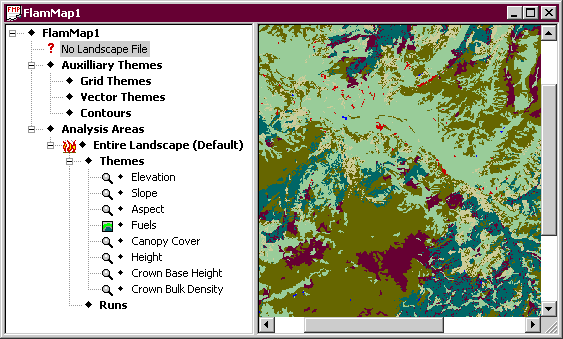 FlamMap1
FlamMap1
No Landscape File
Auxilliary Themes
Grid Themes
Vector Themes
Contours
Analysis Areas
Entire Landscape (Default)
Themes
Elevation
Slope
Aspect
Fuels
Canopy Cover
Height
Crown Base Height
Crown Bulk Density
Runs